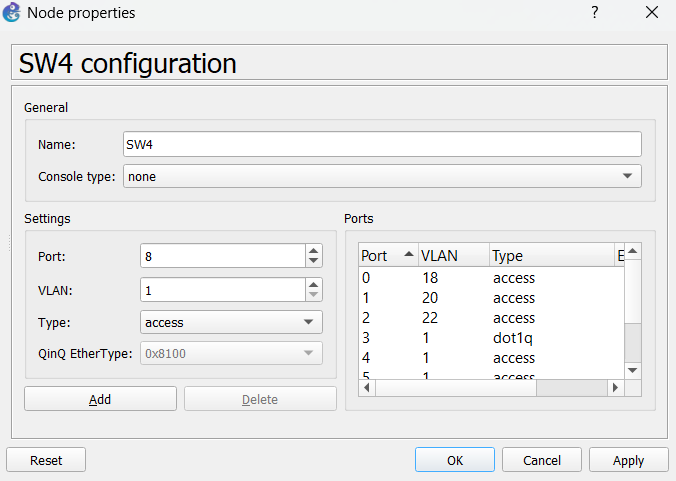 Node properties ?
SW4 configuration
General
Name: SW4
Console type: none
Settings
Port: 8
VLAN: 1
Type: access
QinQ EtherType: 0x8100
Add Delete
Ports
Port VLAN Type E
0 18 access
1 20 access
2 22 access
3 1 dot1q
4 1 access
5 1 access
Reset OK Cancel Apply